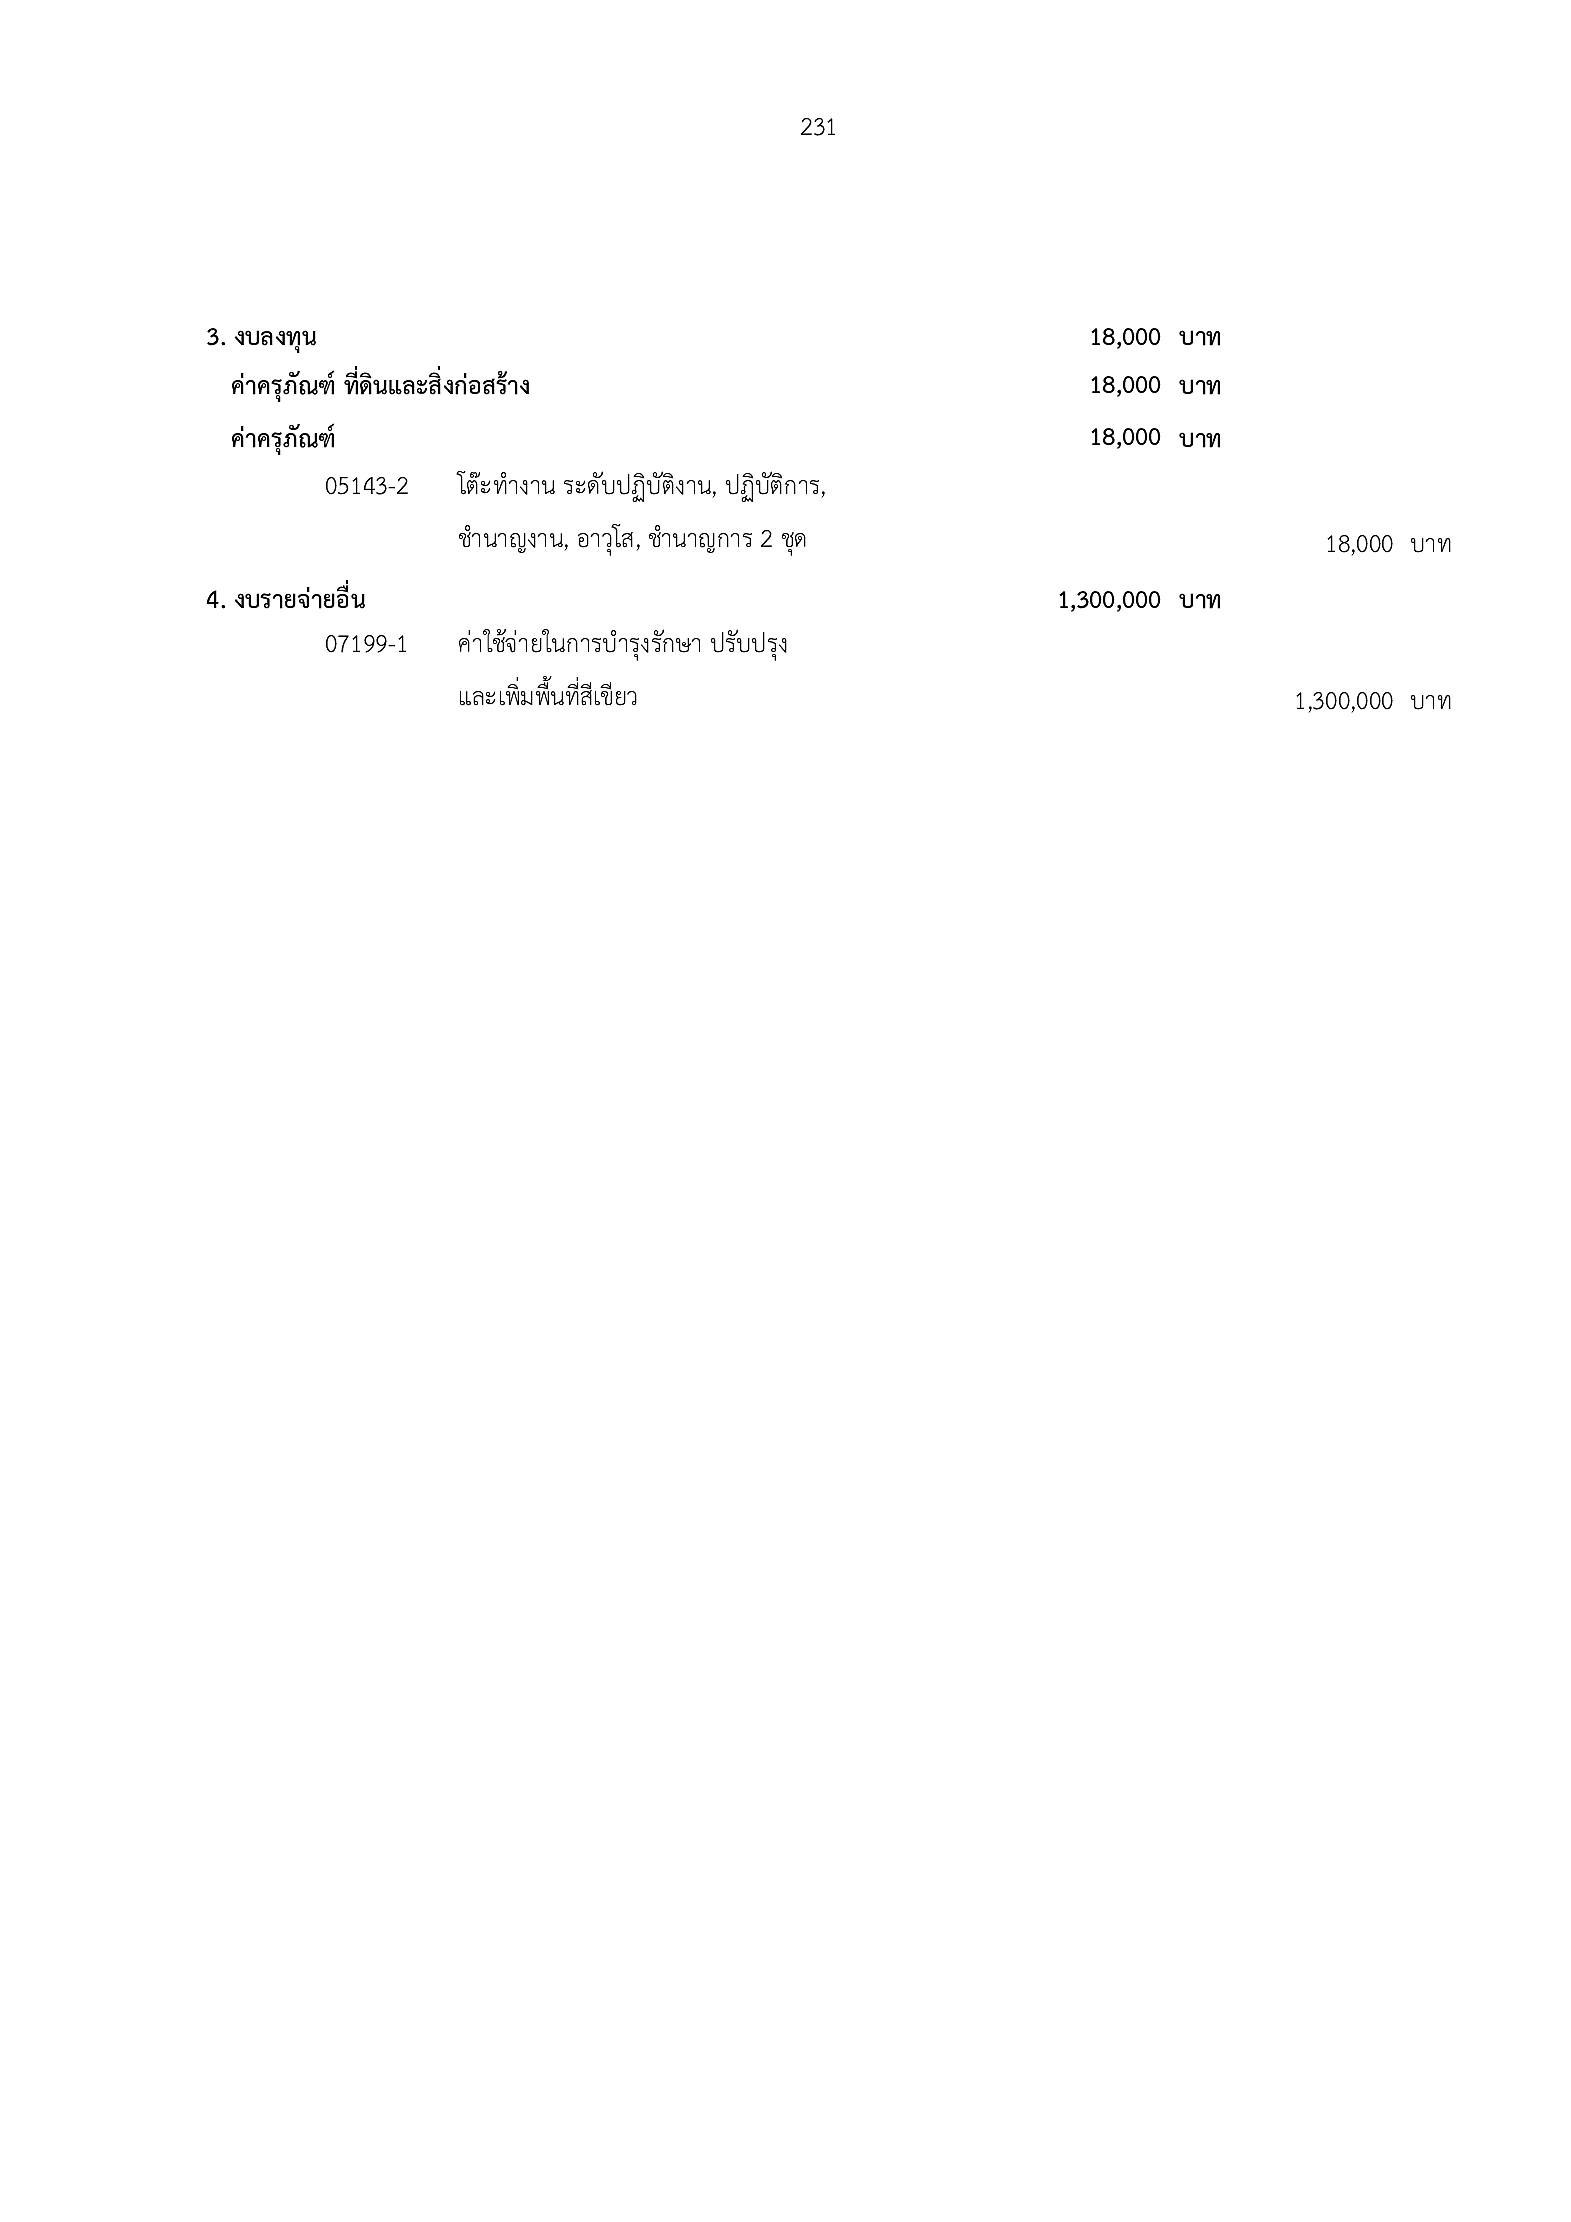 231
3. งบลงทุน 18,000 บาท
ค่าครุภัณฑ์ ที่ดินและสิ่งก่อสร้าง 18,000 บาท
ค่าครุภัณฑ์ 18,000 บาท
05143-2 โต๊ะทำงาน ระดับปฏิบัติงาน, ปฏิบัติการ,
ชำนาญงาน, อาวุโส, ชำนาญการ 2 ชุด 18,000 บาท
4. งบรายจ่ายอื่น 1,300,000 บาท
07199-1 ค่าใช้จ่ายในการบำรุงรักษา ปรับปรุง
และเพิ่มพื้นที่สีเขียว 1,300,000 บาท